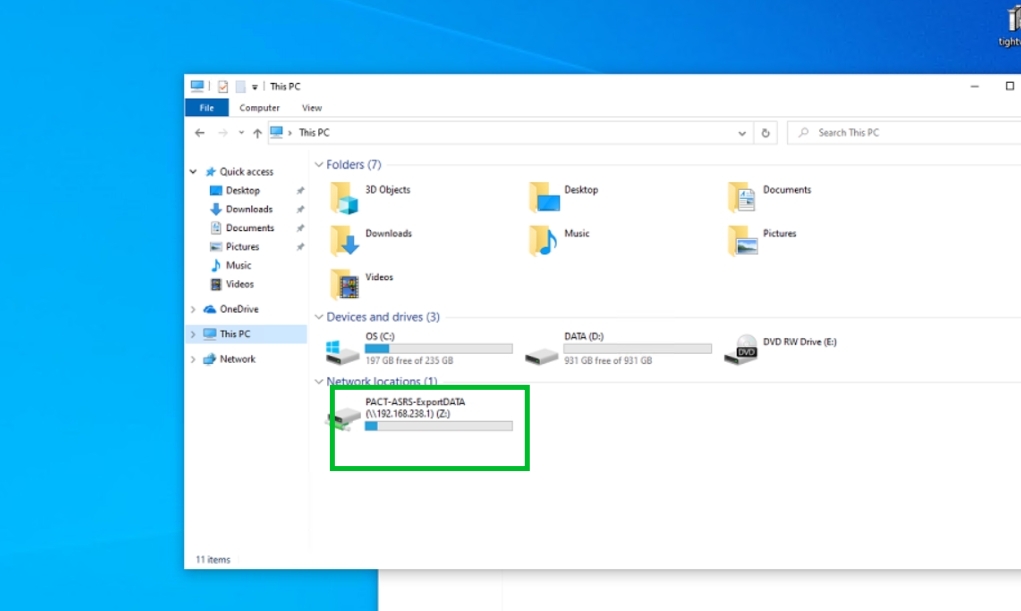 tight
This PC
File
Computer
View
This PC
Search This PC
Quick access
Desktop
Downloads
Documents
Pictures
Music
Videos
OneDrive
This PC
Network
Folders (7)
3D Objects
Desktop
Documents
Downloads
Music
Pictures
Videos
Devices and drives (3)
OS (C:)
197 GB free of 235 GB
DATA (D:)
931 GB free of 931 GB
DVD
DVD RW Drive (E:)
Network locations (1)
PACT-ASRS-ExportDATA
(\\192.168.238.1) (Z:)
11 items